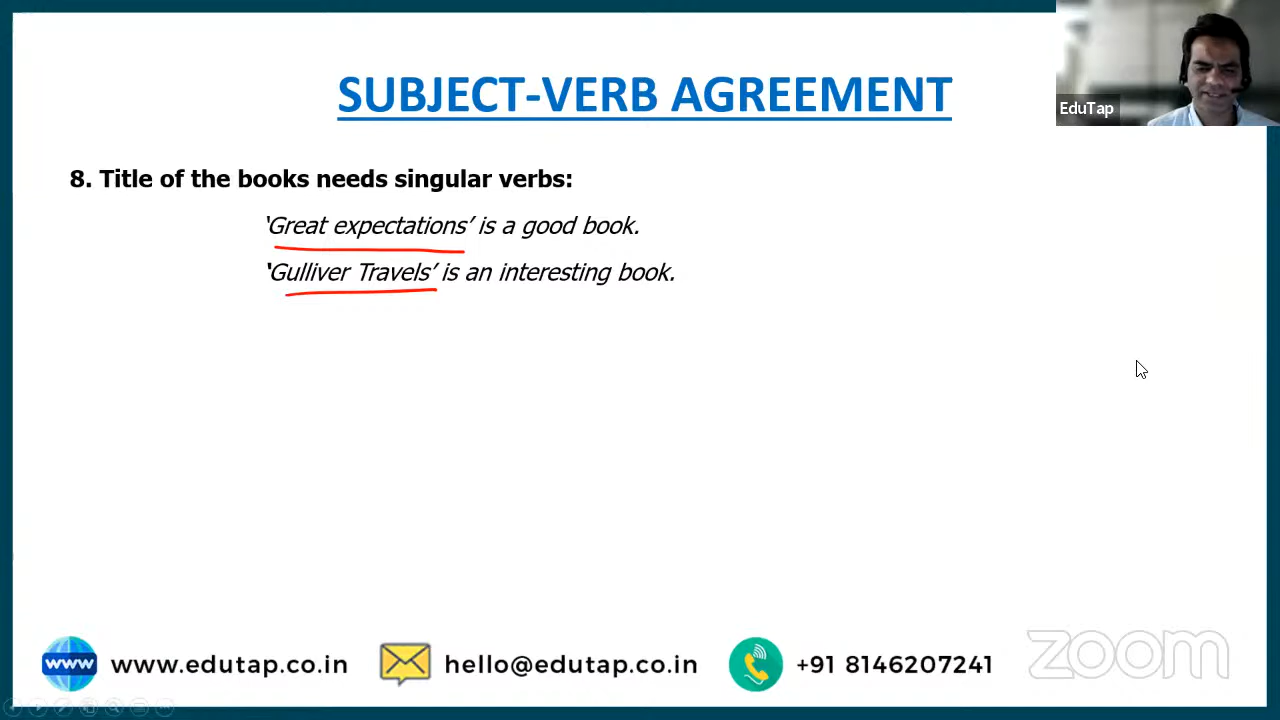 SUBJECT-VERB AGREEMENT
EduTap
8. Title of the books needs singular verbs:
‘Great expectations’ is a good book.
‘Gulliver Travels’ is an interesting book.
www www.edutap.co.in hello@edutap.co.in +91 8146207241 zoom